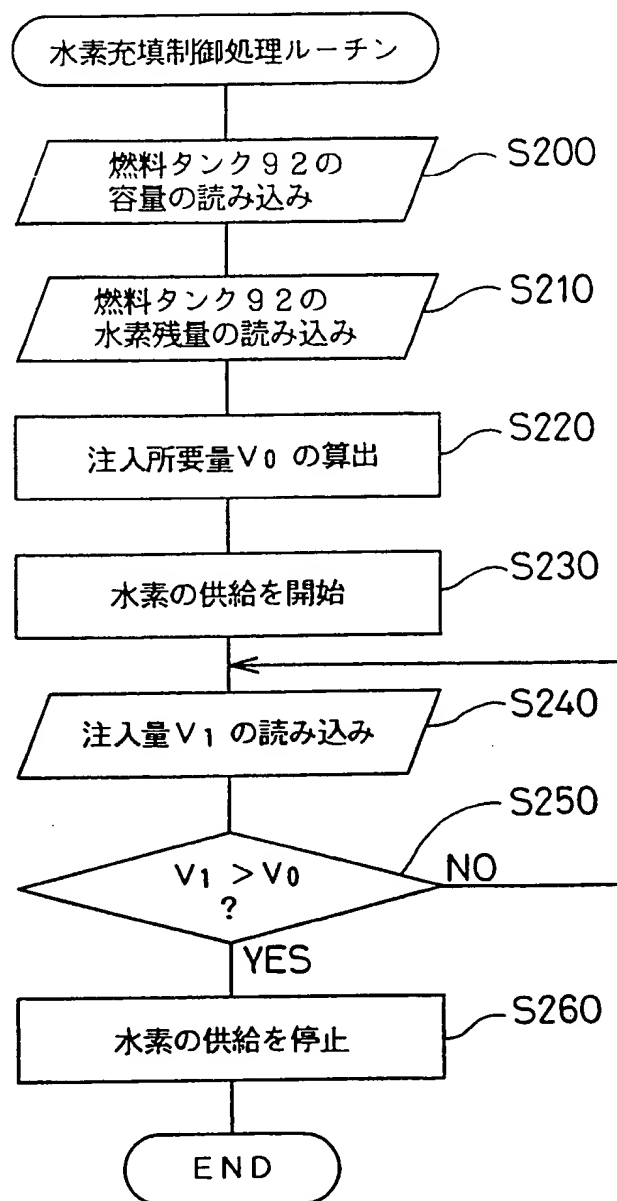 水素充填制御処理ルーチン
燃料タンク９２の
容量の読み込み
S200
燃料タンク９２の
水素残量の読み込み
S210
注入所要量V0 の算出
S220
水素の供給を開始
S230
注入量V1 の読み込み
S240
V1 >V0
?
S250
NO
YES
水素の供給を停止
S260
END